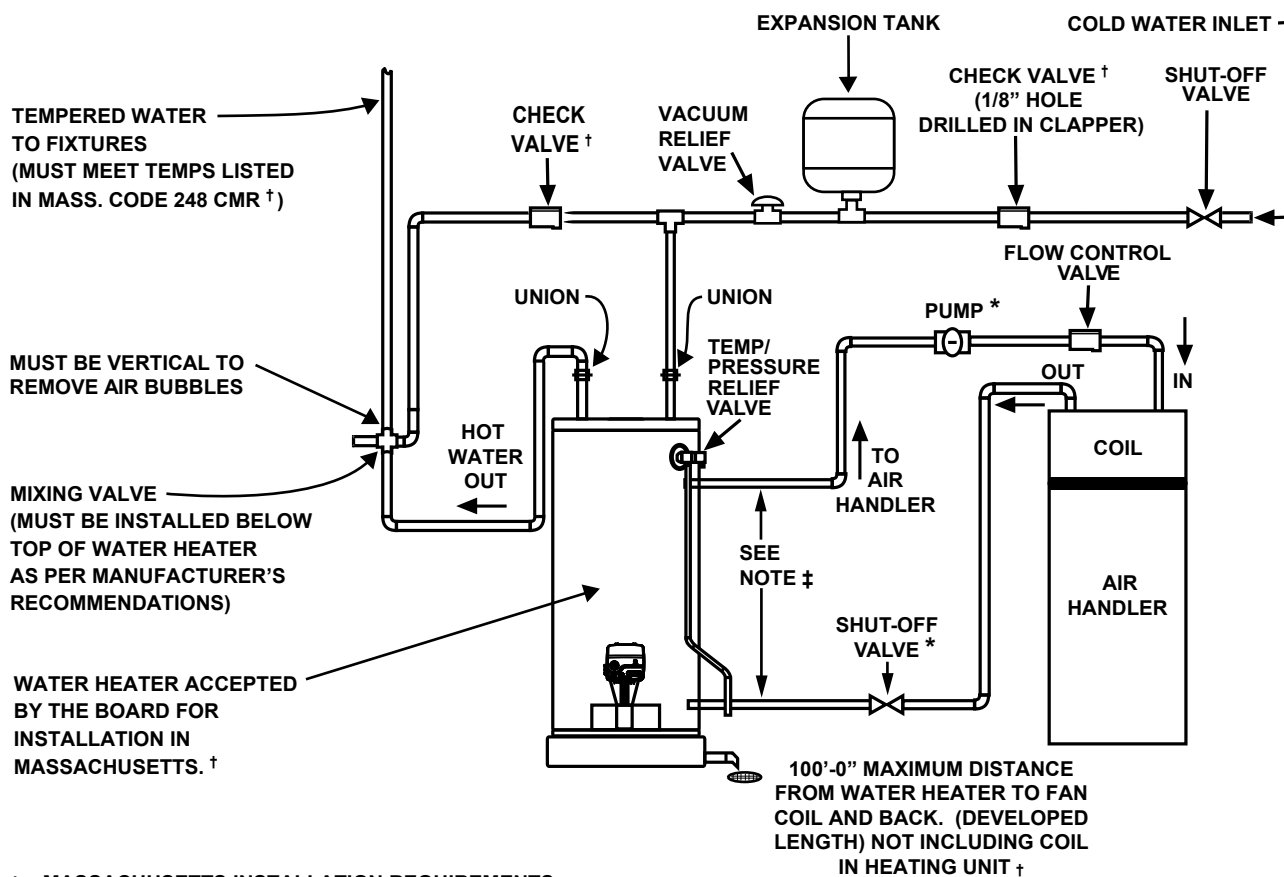 EXPANSION TANK
COLD WATER INLET
TEMPERED WATER
TO FIXTURES
(MUST MEET TEMPS LISTED
IN MASS. CODE 248 CMR †)
CHECK
VALVE †
VACUUM
RELIEF
VALVE
CHECK VALVE †
(1/8” HOLE
DRILLED IN CLAPPER)
SHUT-OFF
VALVE
FLOW CONTROL
VALVE
UNION
UNION
PUMP *
MUST BE VERTICAL TO
REMOVE AIR BUBBLES
TEMP/
PRESSURE
RELIEF
VALVE
OUT
IN
HOT
WATER
OUT
TO
AIR
HANDLER
COIL
MIXING VALVE
(MUST BE INSTALLED BELOW
TOP OF WATER HEATER
AS PER MANUFACTURER’S
RECOMMENDATIONS)
SEE
NOTE ‡
AIR
HANDLER
SHUT-OFF
VALVE *
WATER HEATER ACCEPTED
BY THE BOARD FOR
INSTALLATION IN
MASSACHUSETTS. †
100’-0” MAXIMUM DISTANCE
FROM WATER HEATER TO FAN
COIL AND BACK. (DEVELOPED
LENGTH) NOT INCLUDING COIL
IN HEATING UNIT †
MASSACHUSETTS INSTALLATION REQUIREMENTS